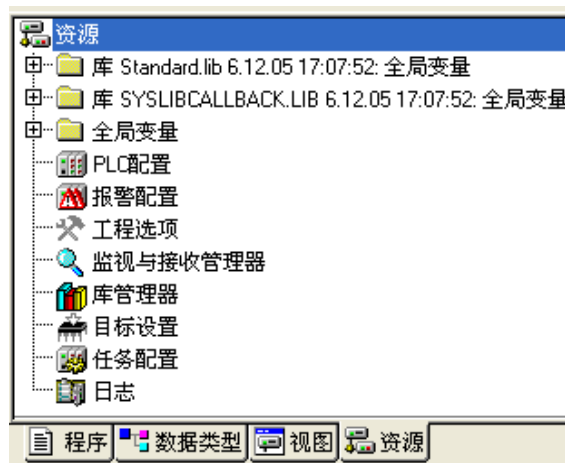 资源
库 Standard.lib 6.12.05 17:07:52: 全局变量
库 SYSLIBCALLBACK.LIB 6.12.05 17:07:52: 全局变量
全局变量
PLC配置
报警配置
工程选项
监视与接收管理器
库管理器
目标设置
任务配置
日志
程序 数据类型 视图 资源